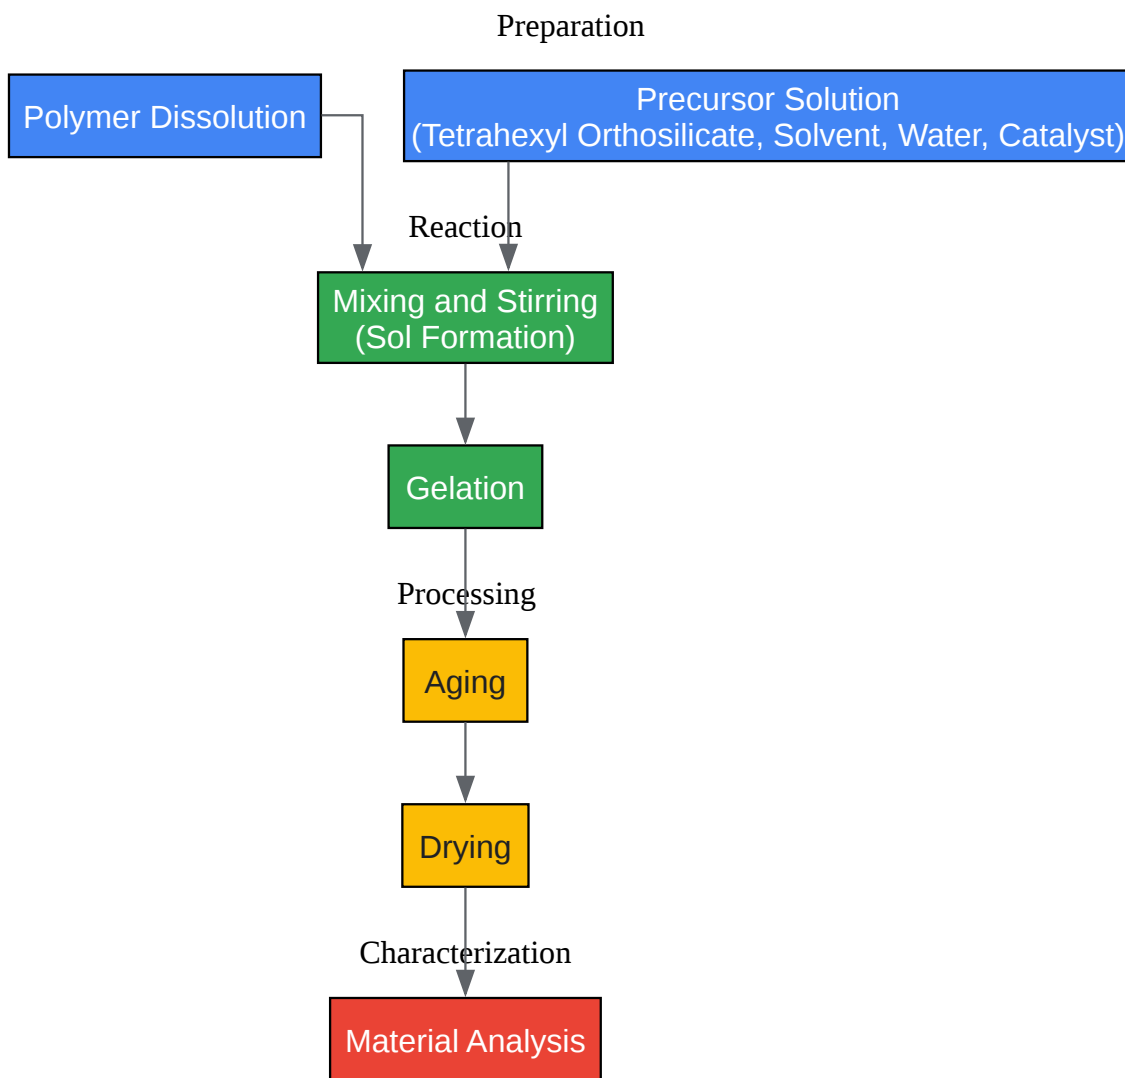 Preparation
Polymer Dissolution
Precursor Solution
(Tetrahexyl Orthosilicate, Solvent, Water, Catalyst)
Reaction
Mixing and Stirring
(Sol Formation)
Gelation
Processing
Aging
Drying
Characterization
Material Analysis